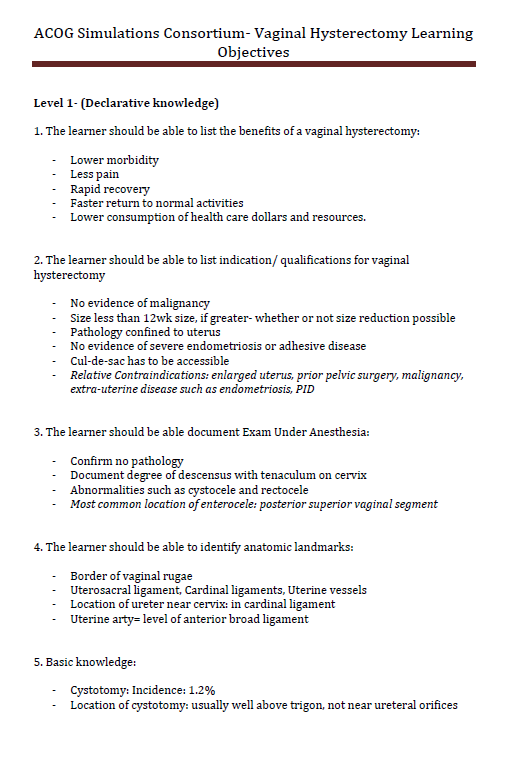 ACOG Simulations Consortium- Vaginal Hysterectomy Learning
Objectives
Level 1- (Declarative knowledge)
1. The learner should be able to list the benefits of a vaginal hysterectomy:
- Lower morbidity
- Less pain
- Rapid recovery
- Faster return to normal activities
- Lower consumption of health care dollars and resources.
2. The learner should be able to list indication/ qualifications for vaginal
hysterectomy
- No evidence of malignancy
- Size less than 12wk size, if greater- whether or not size reduction possible
- Pathology confined to uterus
- No evidence of severe endometriosis or adhesive disease
- Cul-de-sac has to be accessible
- Relative Contraindications: enlarged uterus, prior pelvic surgery, malignancy,
extra-uterine disease such as endometriosis, PID
3. The learner should be able document Exam Under Anesthesia:
- Confirm no pathology
- Document degree of descensus with tenaculum on cervix
- Abnormalities such as cystocele and rectocele
- Most common location of enterocele: posterior superior vaginal segment
4. The learner should be able to identify anatomic landmarks:
- Border of vaginal rugae
- Uterosacral ligament, Cardinal ligaments, Uterine vessels
- Location of ureter near cervix: in cardinal ligament
- Uterine arty= level of anterior broad ligament
5. Basic knowledge:
- Cystotomy: Incidence: 1.2%
- Location of cystotomy: usually well above trigon, not near ureteral orifices